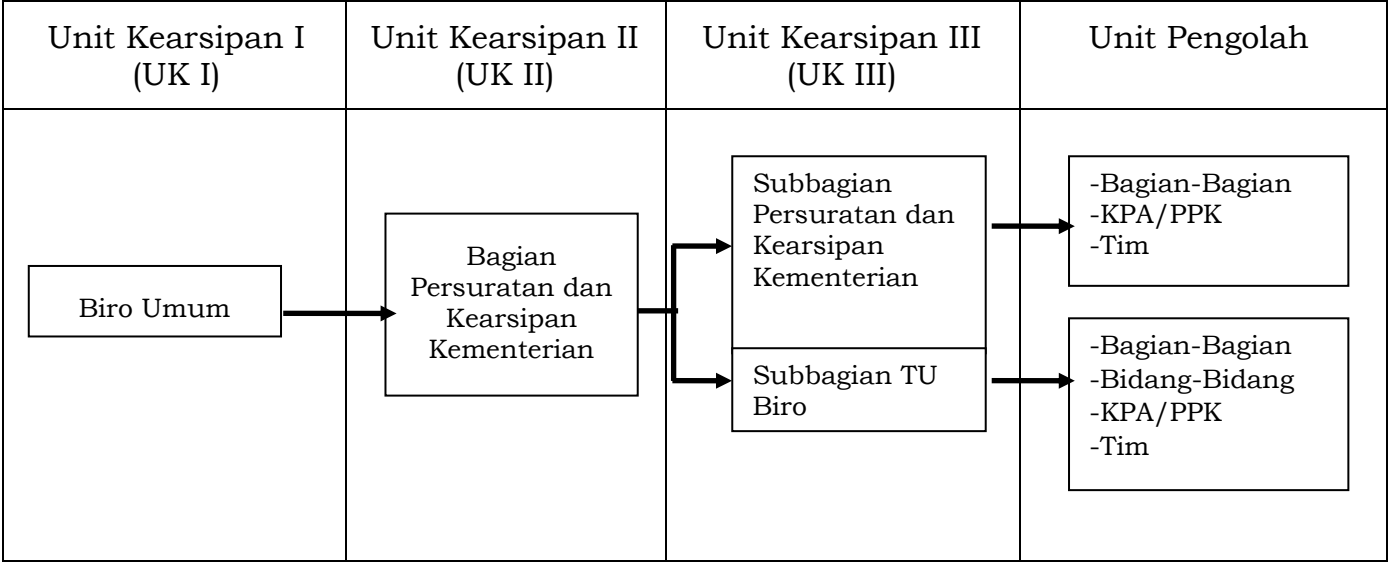 Unit Kearsipan I
(UK I)
Unit Kearsipan II
(UK II)
Unit Kearsipan III
(UK III)
Unit Pengolah
Biro Umum
Bagian
Persuratan dan
Kearsipan
Kementerian
Subbagian
Persuratan dan
Kearsipan
Kementerian
Subbagian TU
Biro
-Bagian-Bagian
-KPA/PPK
-Tim
-Bagian-Bagian
-Bidang-Bidang
-KPA/PPK
-Tim